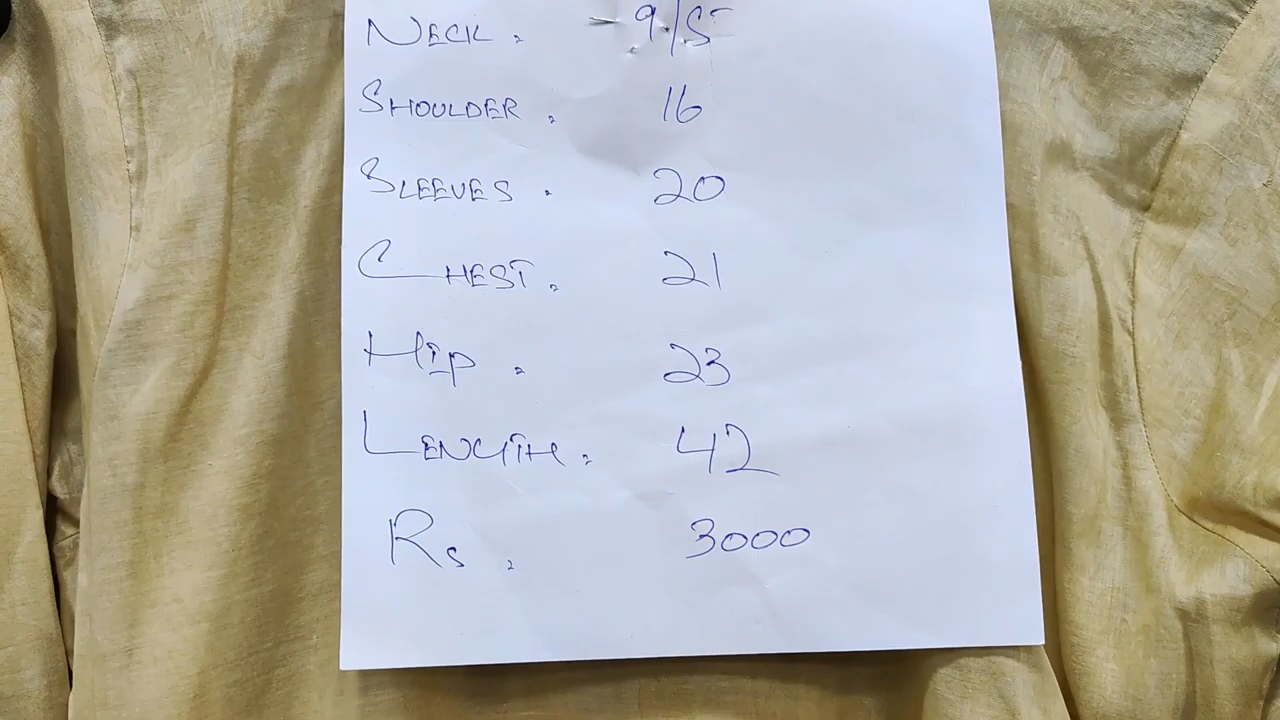 NECK. - 9/5
SHOULDER. 16
SLEEVES. 20
CHEST. 21
HIP. 23
LENGTH. 42
Rs. 3000